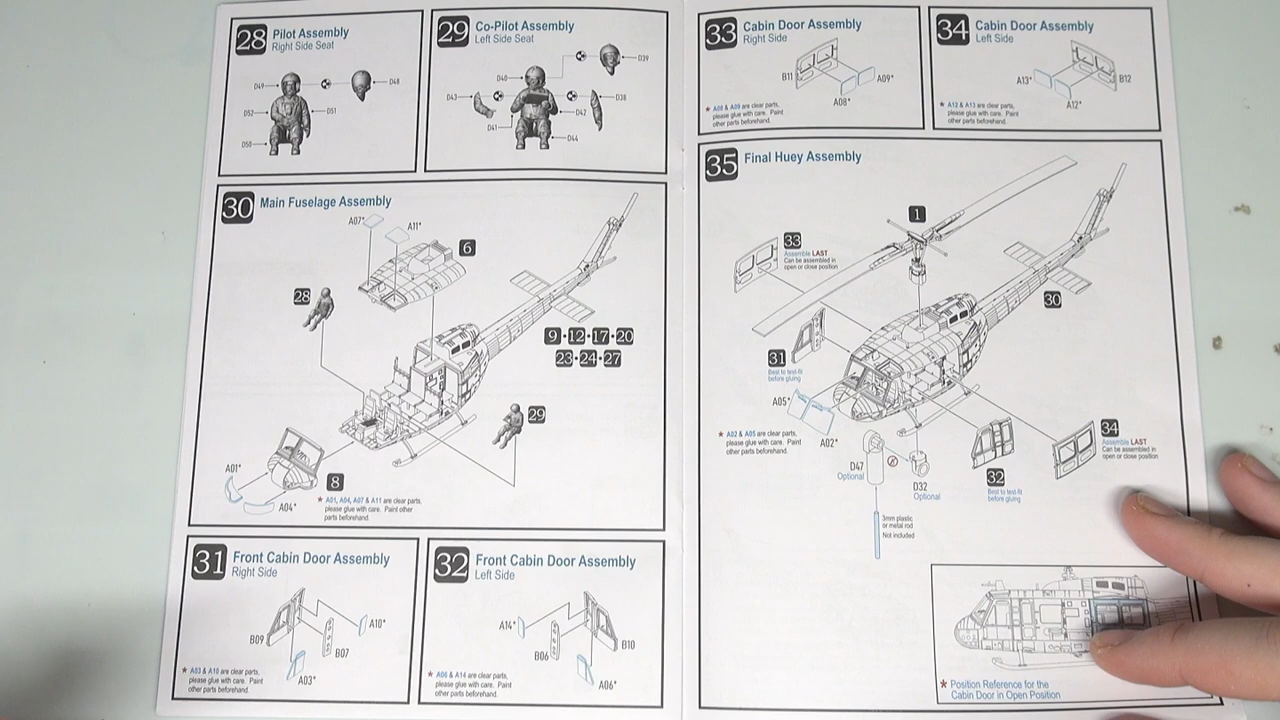 28 Pilot Assembly
Right Side Seat
D49
D48
D52
D51
D50
29 Co-Pilot Assembly
Left Side Seat
D39
D40
D43
D38
D42
D41
D44
30 Main Fuselage Assembly
A07*
A11*
6
28
9·12·17·20
23·24·27
29
A01*
8
A04*
* A01, A04, A07 & A11 are clear parts,
please glue with care. Paint other
parts beforehand.
31 Front Cabin Door Assembly
Right Side
A10*
B09
B07
A03*
* A03 & A10 are clear parts,
please glue with care. Paint
other parts beforehand.
32 Front Cabin Door Assembly
Left Side
A14*
B06
B10
A06*
* A06 & A14 are clear parts,
please glue with care. Paint
other parts beforehand.
33 Cabin Door Assembly
Right Side
B11
A09*
A08*
* A08 & A09 are clear parts,
please glue with care. Paint
other parts beforehand.
34 Cabin Door Assembly
Left Side
A13*
B12
A12*
* A12 & A13 are clear parts,
please glue with care. Paint
other parts beforehand.
35 Final Huey Assembly
1
33
Assemble LAST
Can be assembled in
open or close position
30
31
Best to test-fit
before gluing
A05*
A02*
* A02 & A05 are clear parts,
please glue with care. Paint
other parts beforehand.
34
Assemble LAST
Can be assembled in
open or close position
D47
Optional
D32
Optional
32
Best to test-fit
before gluing
3mm plastic
or metal rod
Not included
* Position Reference for the
Cabin Door in Open Position